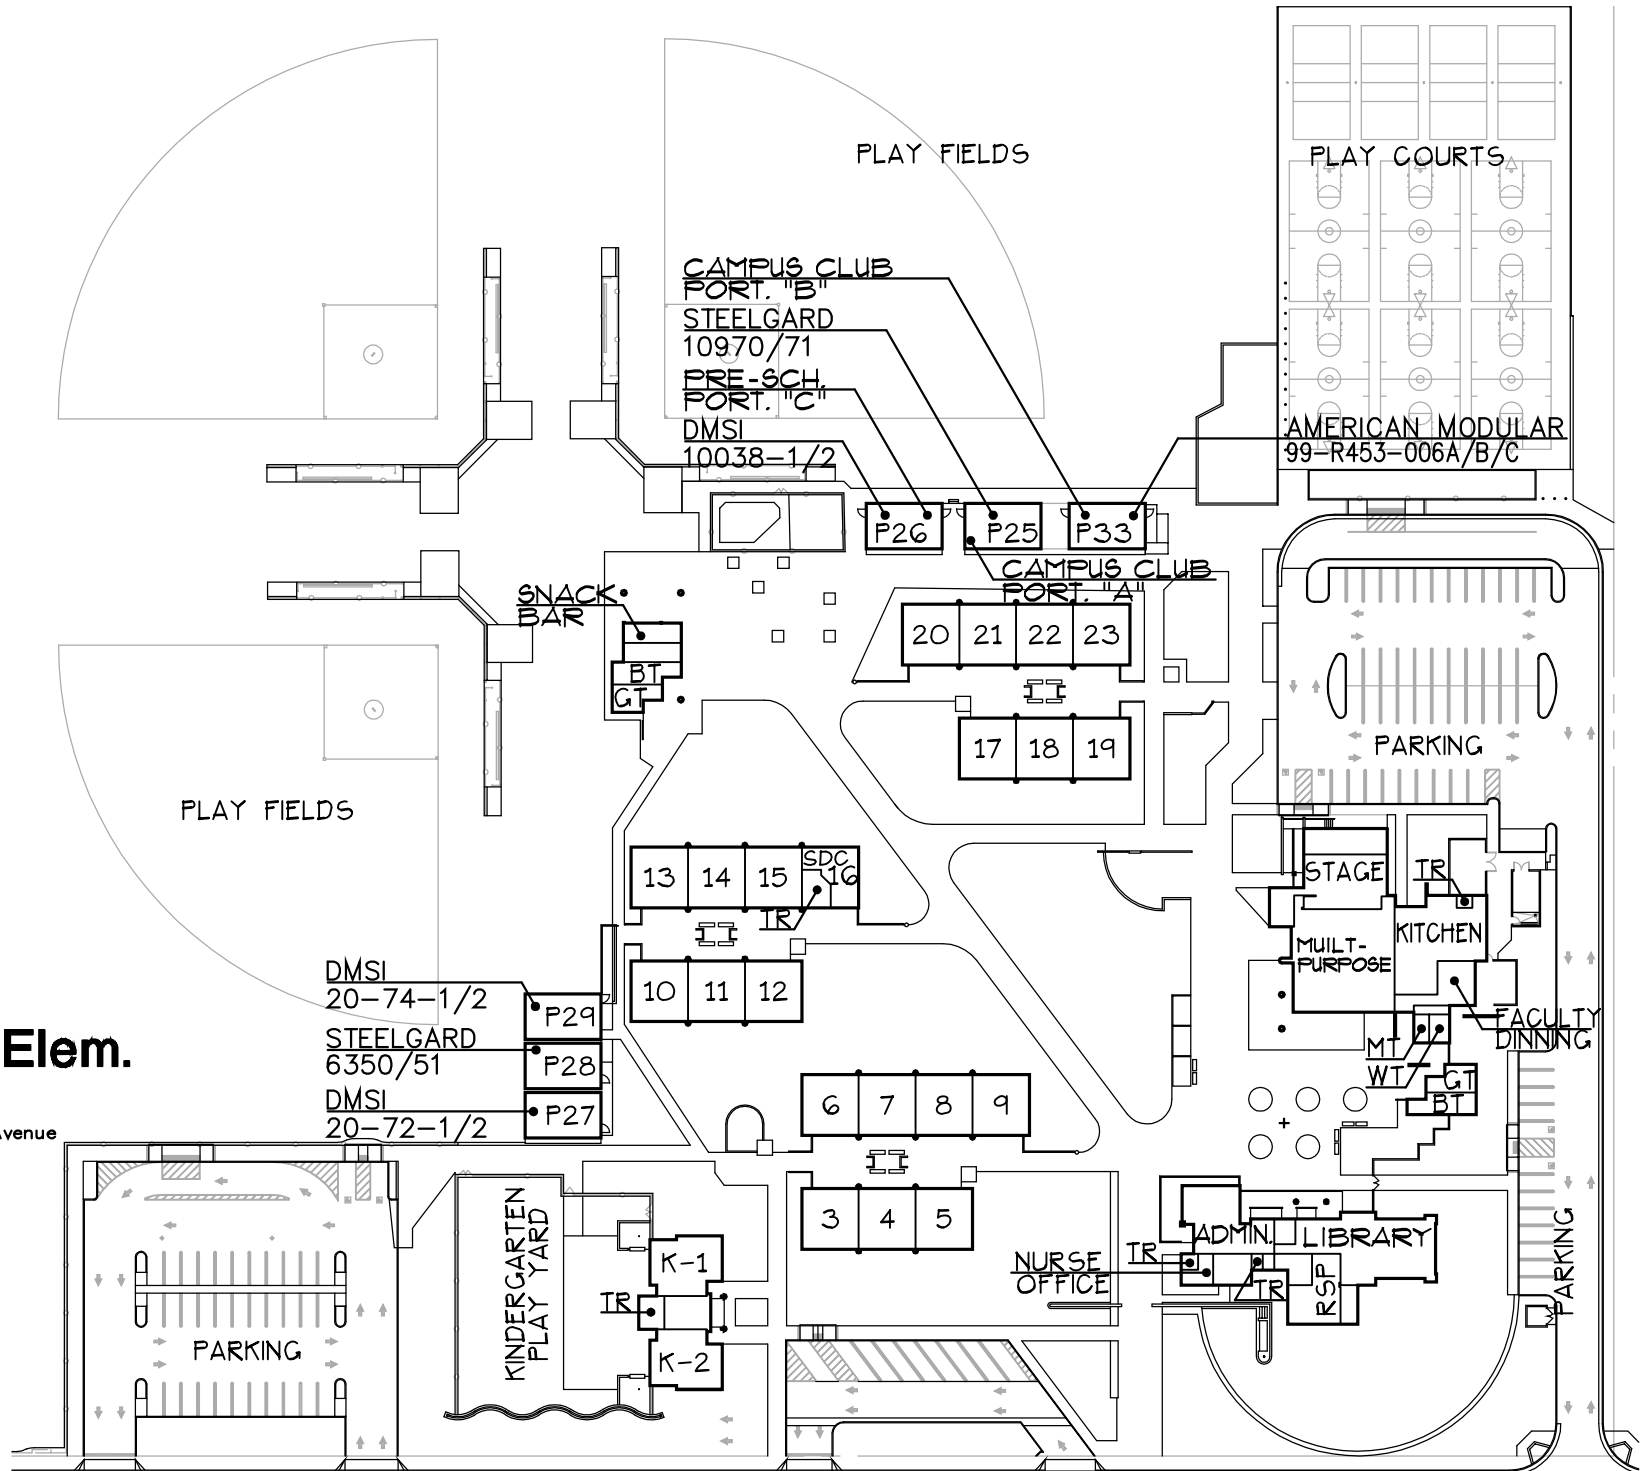 PLAY FIELDS
PLAY COURTS
CAMPUS CLUB
PORT. "B"
STEELGARD
10970/71
PRE-SCH.
PORT. "C"
DMSI
10038-1/2
AMERICAN MODULAR
99-R453-006A/B/C
P26
P25
P33
CAMPUS CLUB
PORT. "A"
SNACK
BAR
BT
GT
20
21
22
23
17
18
19
PARKING
PLAY FIELDS
13
14
15
SDC
16
TR
10
11
12
STAGE
TR
KITCHEN
MUILT-
PURPOSE
FACULTY
DINNING
MT
WT
GT
BT
DMSI
20-74-1/2
P29
STEELGARD
6350/51
P28
DMSI
20-72-1/2
P27
Elem.
venue
6
7
8
9
3
4
5
KINDERGARTEN
PLAY YARD
K-1
TR
K-2
PARKING
NURSE
OFFICE
TR
ADMIN.
LIBRARY
TR
RSP
PARKING